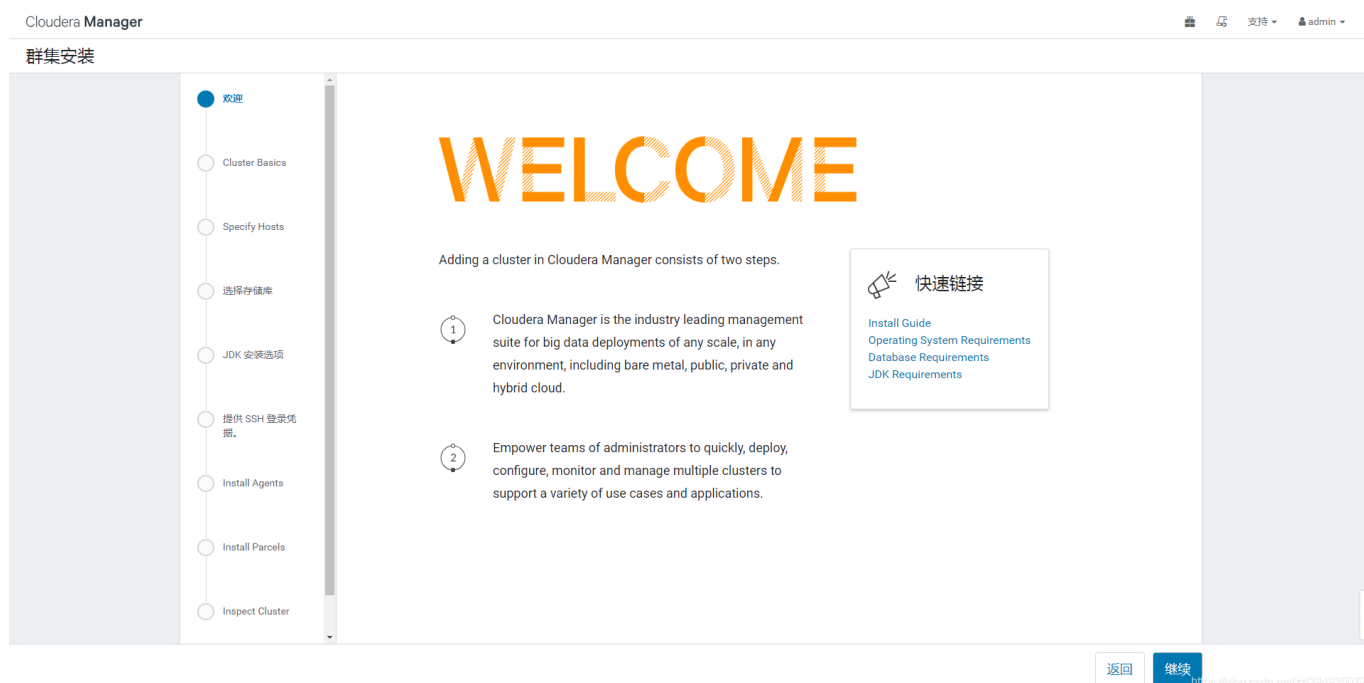 Cloudera Manager
支持
admin
群集安装
欢迎
Cluster Basics
Specify Hosts
选择存储库
JDK 安装选项
提供 SSH 登录凭
据。
Install Agents
Install Parcels
Inspect Cluster
WELCOME
Adding a cluster in Cloudera Manager consists of two steps.
1
Cloudera Manager is the industry leading management
suite for big data deployments of any scale, in any
environment, including bare metal, public, private and
hybrid cloud.
2
Empower teams of administrators to quickly, deploy,
configure, monitor and manage multiple clusters to
support a variety of use cases and applications.
快速链接
Install Guide
Operating System Requirements
Database Requirements
JDK Requirements
返回
继续